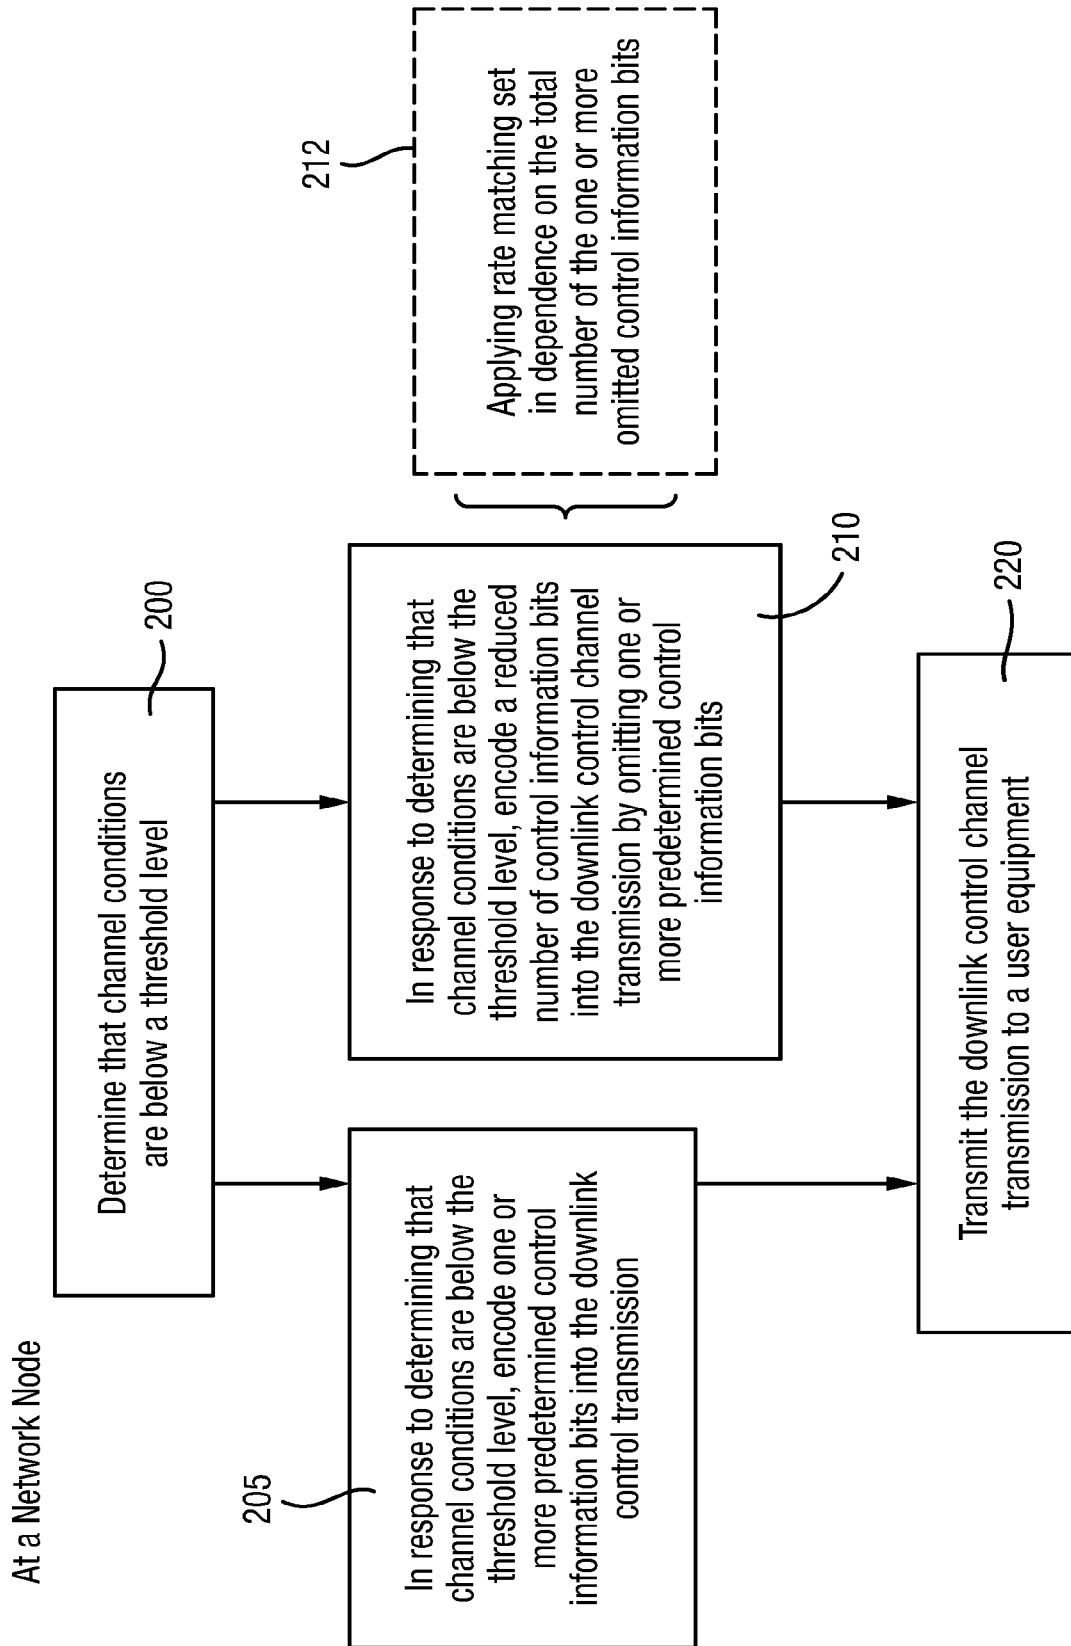 At a Network Node
Determine that channel conditions
are below a threshold level
200
205
In response to determining that
channel conditions are below the
threshold level, encode one or
more predetermined control
information bits into the downlink
control transmission
In response to determining that
channel conditions are below the
threshold level, encode a reduced
number of control information bits
into the downlink control channel
transmission by omitting one or
more predetermined control
information bits
210
212
Applying rate matching set
in dependence on the total
number of the one or more
omitted control information bits
Transmit the downlink control channel
transmission to a user equipment
220